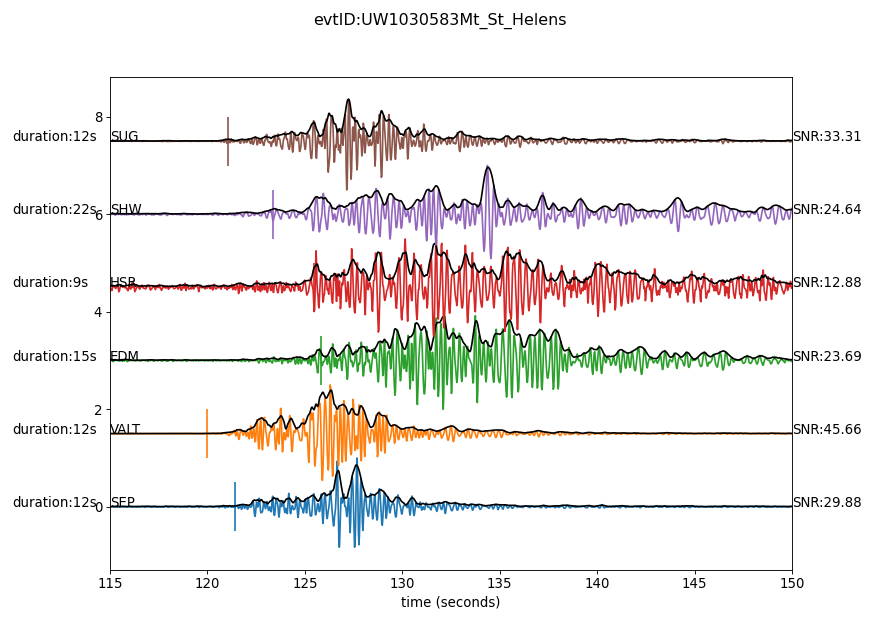 evtID:UW1030583Mt_St_Helens
8
duration:12s SUG SNR:33.31
duration:22s 6 SHW SNR:24.64
duration:9s HSR SNR:12.88
4
duration:15s EDM SNR:23.69
2
duration:12s VALT SNR:45.66
duration:12s 0 SEP SNR:29.88
115 120 125 130 135 140 145 150
time (seconds)